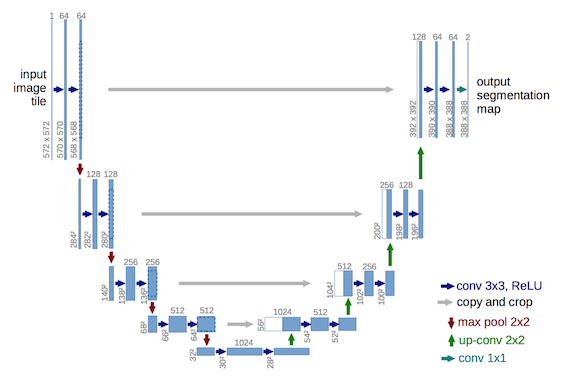 1 64 64
128 64 64 2
input
image
tile
output
segmentation
map
572 x 572
570 x 570
568 x 568
392 x 392
390 x 390
388 x 388
388 x 388
128 128
256 128
284²
282²
280²
200²
198²
196²
256 256
512 256
140²
138²
136²
104²
102²
100²
512 512
1024 512
68²
66²
64²
56²
54²
52²
1024
32²
30²
28²
conv 3x3, ReLU
copy and crop
max pool 2x2
up-conv 2x2
conv 1x1